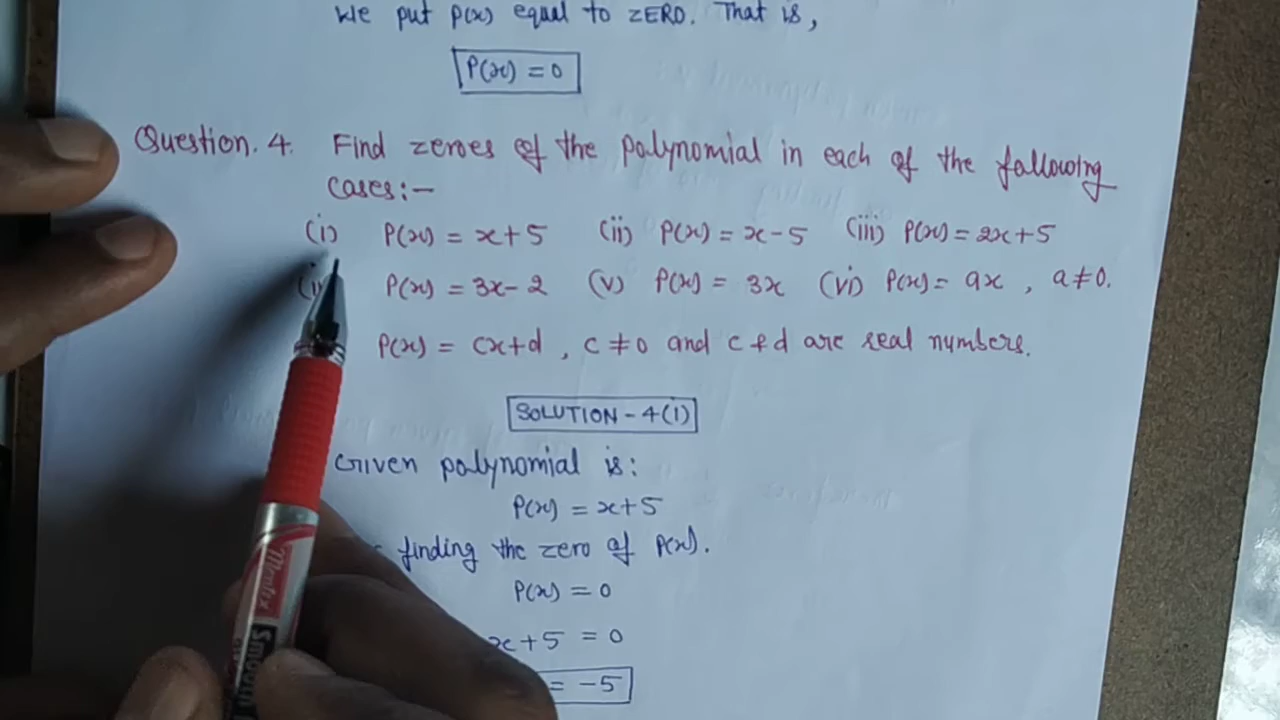 We put P(x) equal to ZERO. That is,
P(x) = 0
Question. 4. Find zeroes of the polynomial in each of the following
cases:-
(i) P(x) = x+5 (ii) P(x) = x-5 (iii) P(x) = 2x+5
P(x) = 3x-2 (v) P(x) = 3x (vi) P(x) = ax , a≠0.
P(x) = cx+d , c≠0 and c & d are real numbers.
SOLUTION - 4(i)
Given polynomial is:
P(x) = x+5
finding the zero of P(x).
P(x) = 0
x+5 = 0
= -5
Smooth